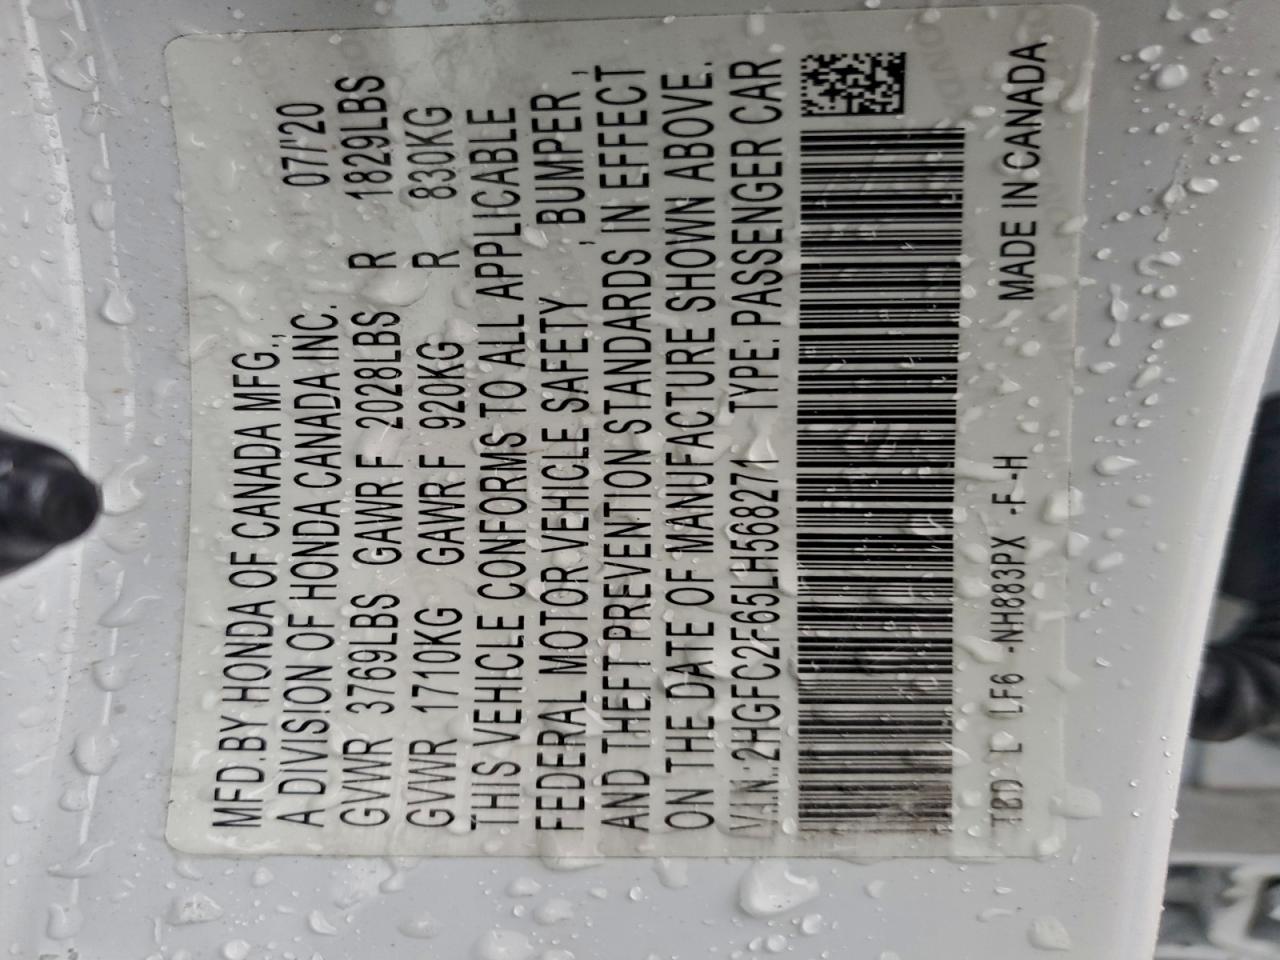 MFD.BY HONDA OF CANADA MFG.,
A DIVISION OF HONDA CANADA INC. 07/'20
GVWR 3769LBS GAWR F 2028LBS R 1829LBS
GVWR 1710KG GAWR F 920KG R 830KG
THIS VEHICLE CONFORMS TO ALL APPLICABLE
FEDERAL MOTOR VEHICLE SAFETY , BUMPER ,
AND THEFT PREVENTION STANDARDS IN EFFECT
ON THE DATE OF MANUFACTURE SHOWN ABOVE.
V.I.N.:2HGFC2F65LH568271 TYPE: PASSENGER CAR
L LF6 -NH883PX -F -H MADE IN CANADA